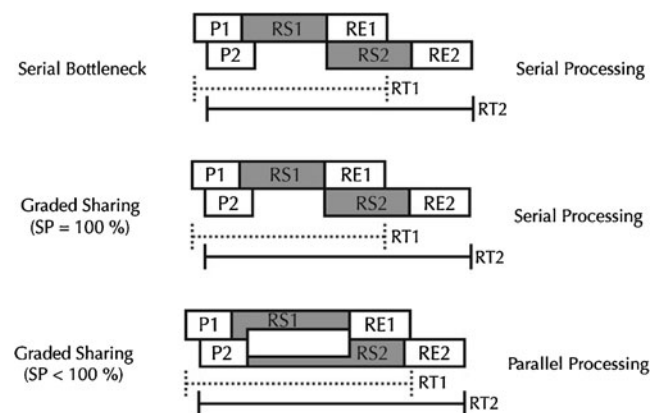 P1 RS1 RE1
Serial Bottleneck P2 RS2 RE2 Serial Processing
RT1
RT2
P1 RS1 RE1
Graded Sharing P2 RS2 RE2 Serial Processing
(SP = 100 %)
RT1
RT2
P1 RS1 RE1
Graded Sharing P2 RS2 RE2 Parallel Processing
(SP < 100 %)
RT1
RT2